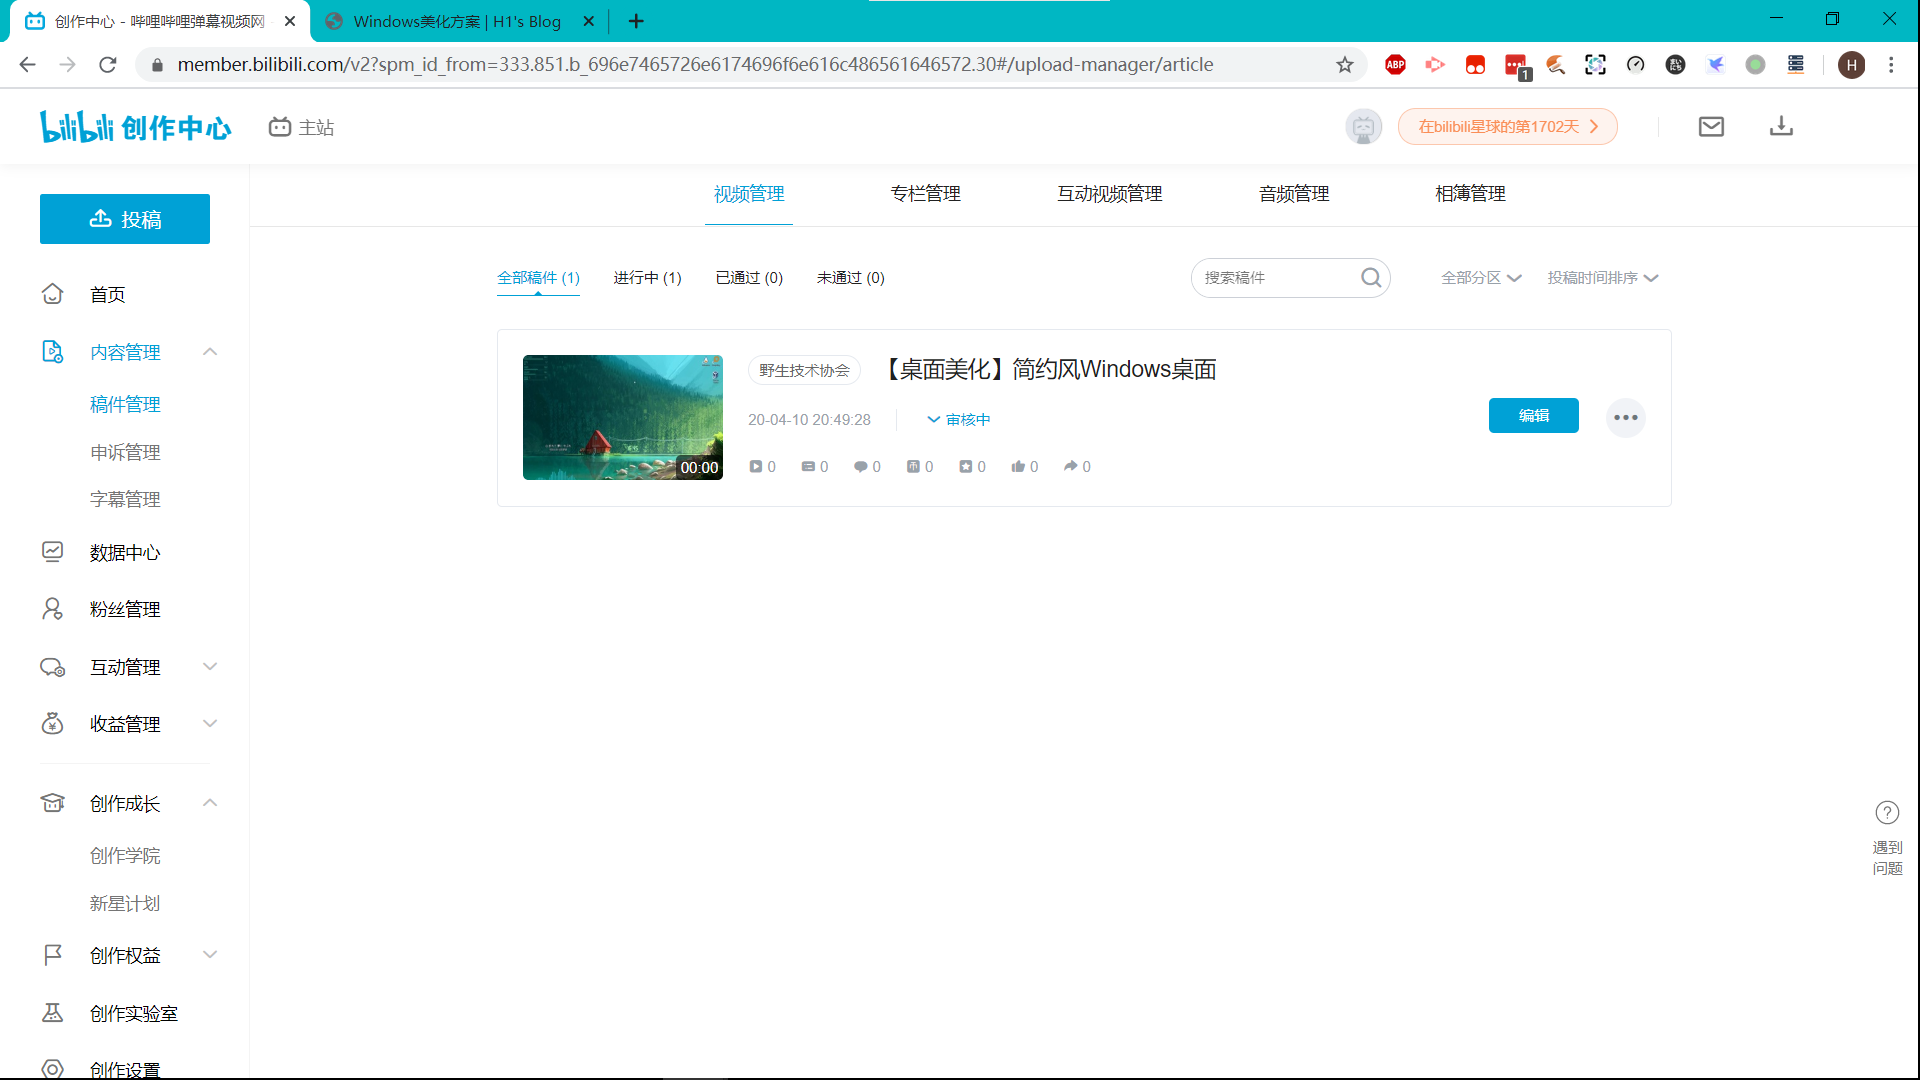 创作中心 - 哔哩哔哩弹幕视频网
Windows美化方案 | H1's Blog
member.bilibili.com/v2?spm_id_from=333.851.b_696e7465726e6174696f6e616c486561646572.30#/upload-manager/article
ABP
1
まいにち
H
bilibili 创作中心
主站
在bilibili星球的第1702天
投稿
首页
内容管理
稿件管理
申诉管理
字幕管理
数据中心
粉丝管理
互动管理
收益管理
创作成长
创作学院
新星计划
创作权益
创作实验室
创作设置
视频管理
专栏管理
互动视频管理
音频管理
相簿管理
全部稿件 (1)
进行中 (1)
已通过 (0)
未通过 (0)
搜索稿件
全部分区
投稿时间排序
00:00
野生技术协会
【桌面美化】简约风Windows桌面
20-04-10 20:49:28
审核中
0
0
0
0
0
0
0
编辑
遇到
问题